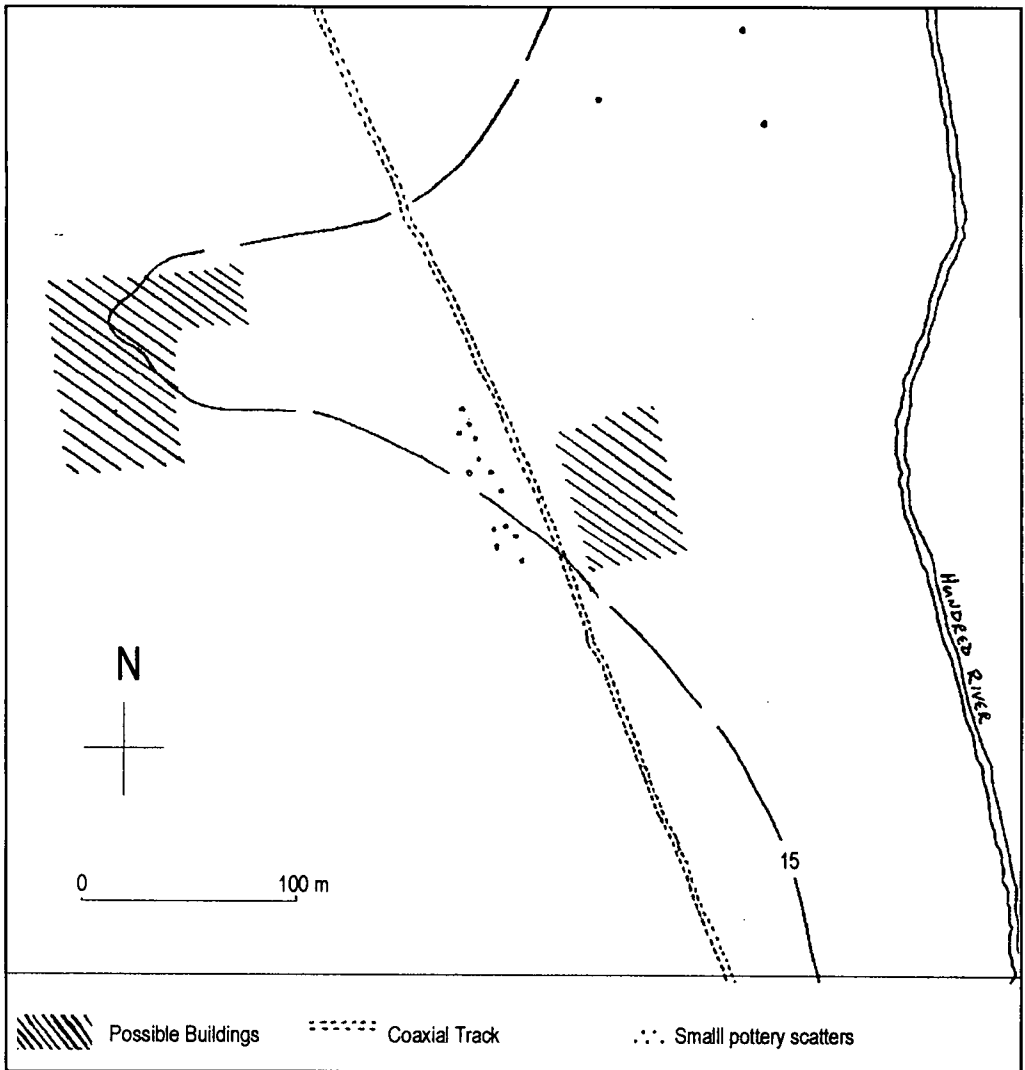 HUNDRED RIVER
N
15
0 100 m
Possible Buildings
Coaxial Track
Smalll pottery scatters